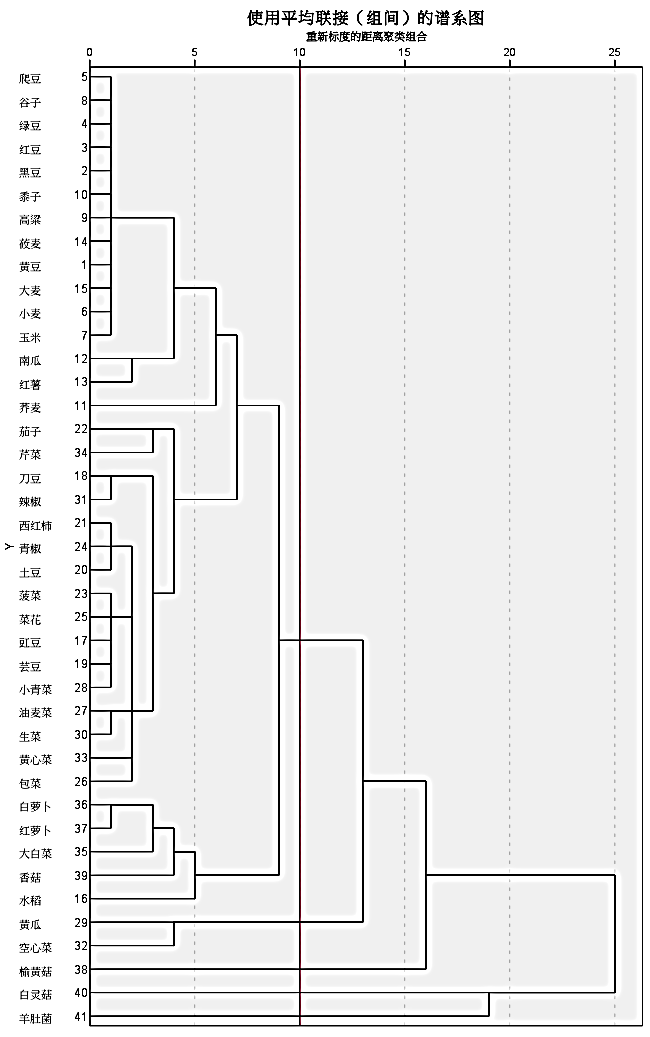 使用平均联接（组间）的谱系图
重新标度的距离聚类组合
0 5 10 15 20 25
爬豆 5
谷子 8
绿豆 4
红豆 3
黑豆 2
黍子 10
高粱 9
莜麦 14
黄豆 1
大麦 15
小麦 6
玉米 7
南瓜 12
红薯 13
荞麦 11
茄子 22
芹菜 34
刀豆 18
辣椒 31
西红柿 21
Y
青椒 24
土豆 20
菠菜 23
菜花 25
豇豆 17
芸豆 19
小青菜 28
油麦菜 27
生菜 30
黄心菜 33
包菜 26
白萝卜 36
红萝卜 37
大白菜 35
香菇 39
水稻 16
黄瓜 29
空心菜 32
榆黄菇 38
白灵菇 40
羊肚菌 41